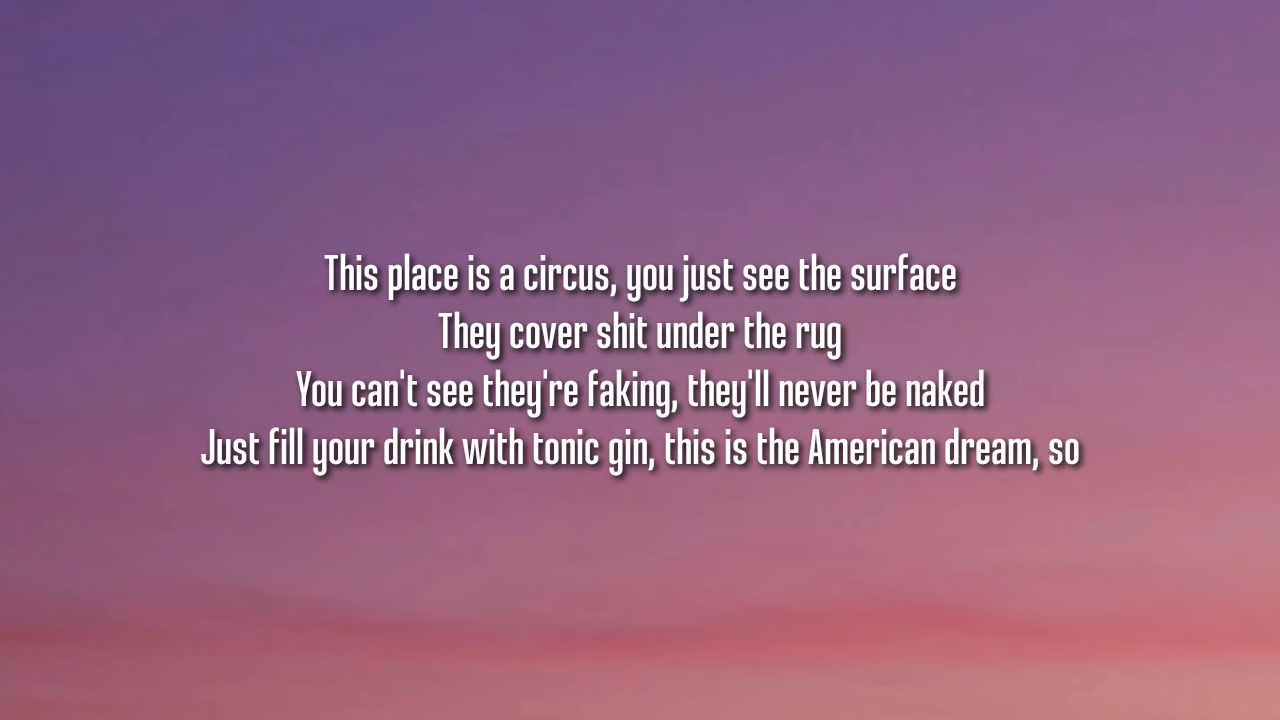 This place is a circus, you just see the surface
They cover shit under the rug
You can't see they're faking, they'll never be naked
Just fill your drink with tonic gin, this is the American dream, so